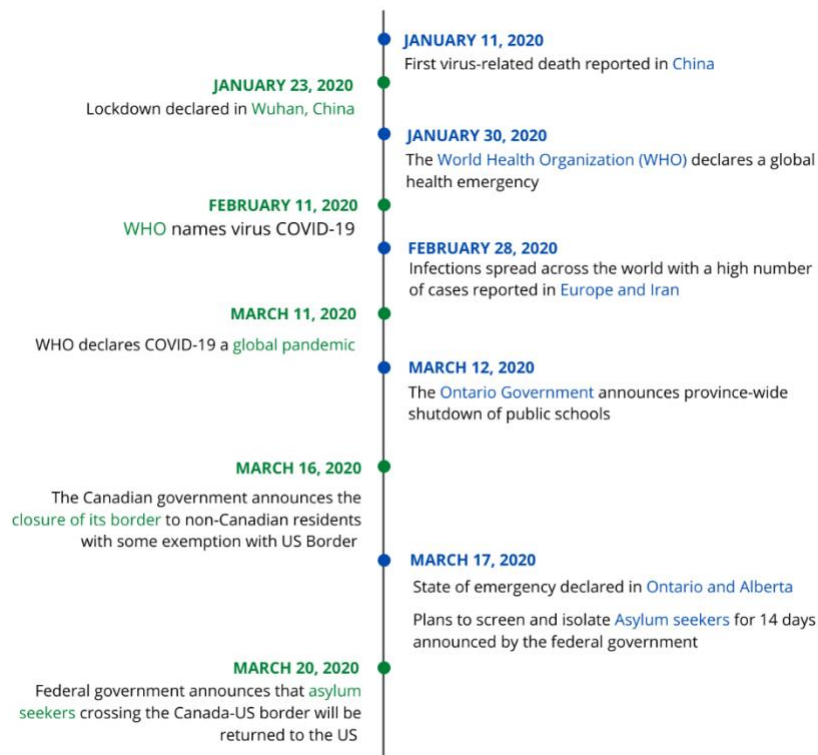 JANUARY 11, 2020
First virus-related death reported in China
JANUARY 23, 2020
Lockdown declared in Wuhan, China
JANUARY 30, 2020
The World Health Organization (WHO) declares a global
health emergency
FEBRUARY 11, 2020
WHO names virus COVID-19
FEBRUARY 28, 2020
Infections spread across the world with a high number
of cases reported in Europe and Iran
MARCH 11, 2020
WHO declares COVID-19 a global pandemic
MARCH 12, 2020
The Ontario Government announces province-wide
shutdown of public schools
MARCH 16, 2020
The Canadian government announces the
closure of its border to non-Canadian residents
with some exemption with US Border
MARCH 17, 2020
State of emergency declared in Ontario and Alberta
Plans to screen and isolate Asylum seekers for 14 days
announced by the federal government
MARCH 20, 2020
Federal government announces that asylum
seekers crossing the Canada-US border will be
returned to the US